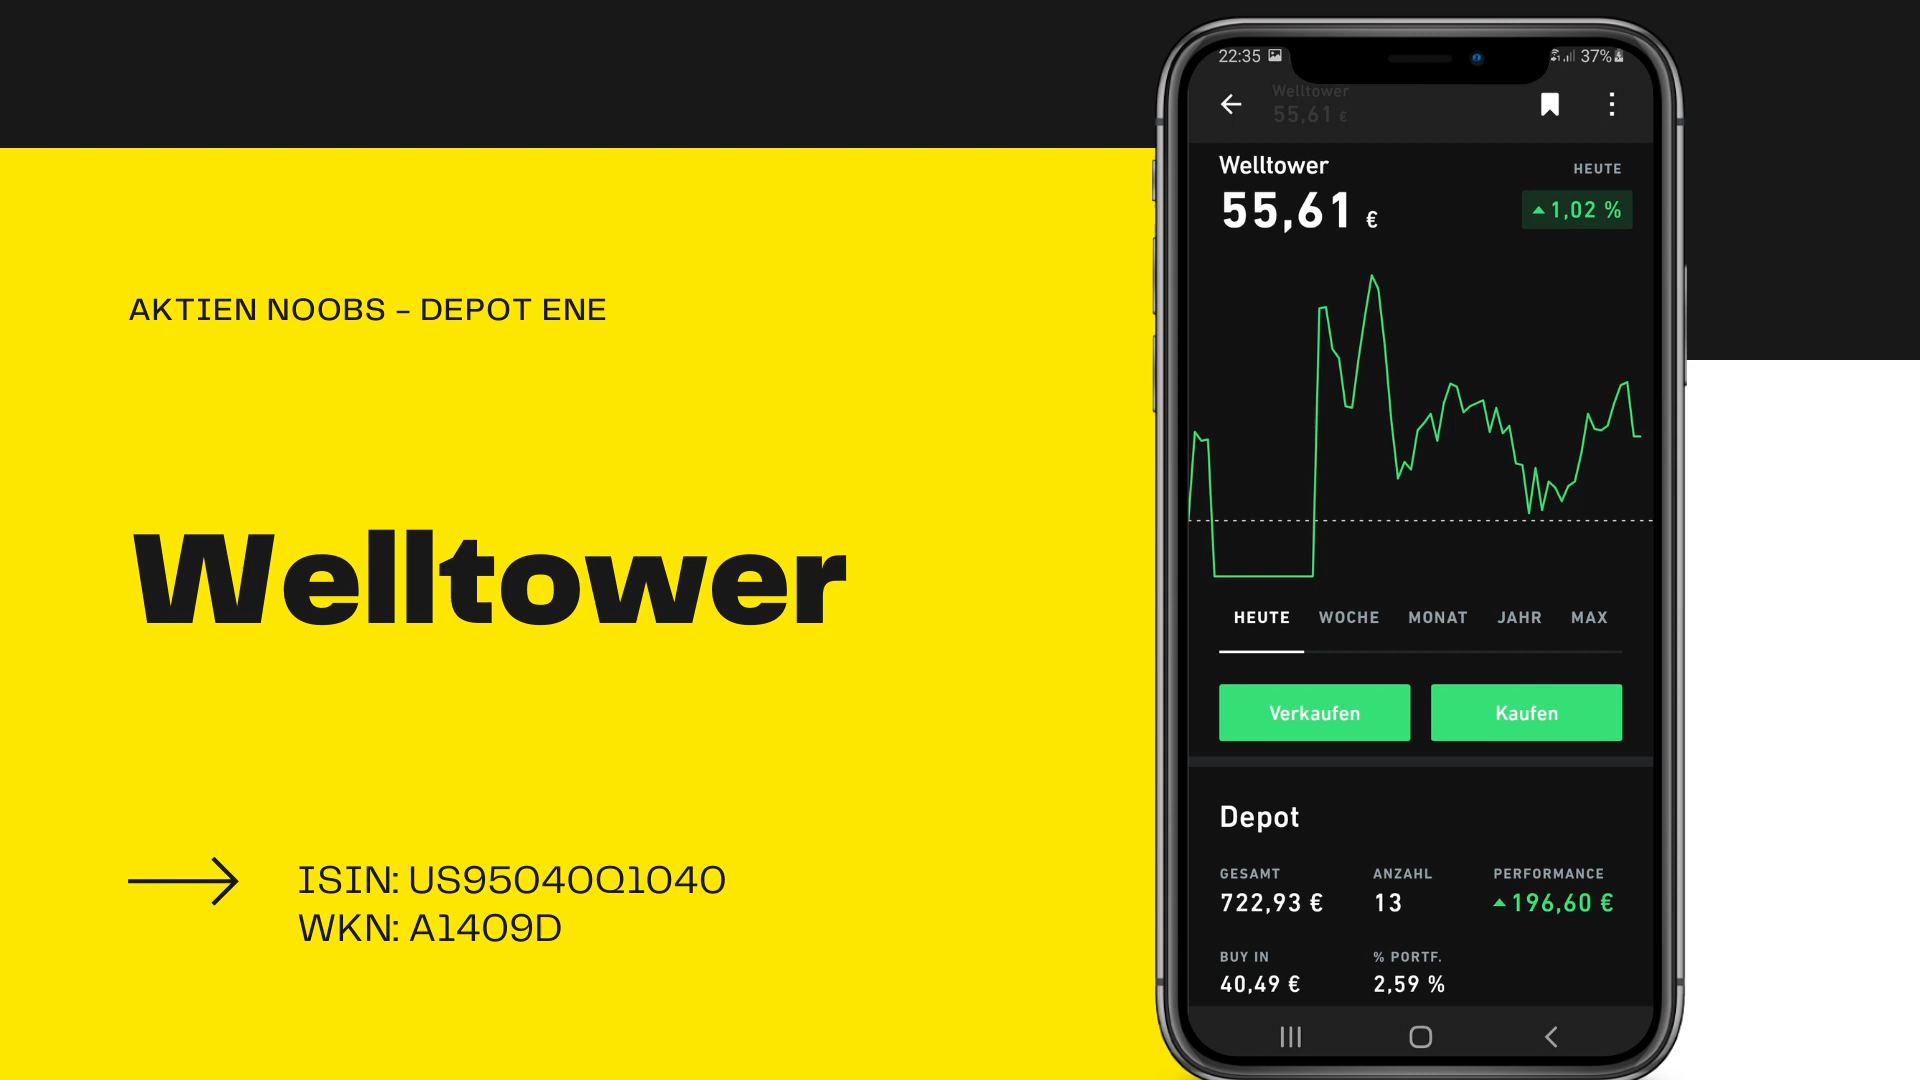 AKTIEN NOOBS – DEPOT ENE
Welltower
ISIN: US95040Q1040
WKN: A1409D
22:35 37%
Welltower
55,61 €
Welltower HEUTE
55,61 € 1,02 %
HEUTE WOCHE MONAT JAHR MAX
Verkaufen Kaufen
Depot
GESAMT ANZAHL PERFORMANCE
722,93 € 13 196,60 €
BUY IN % PORTF.
40,49 € 2,59 %